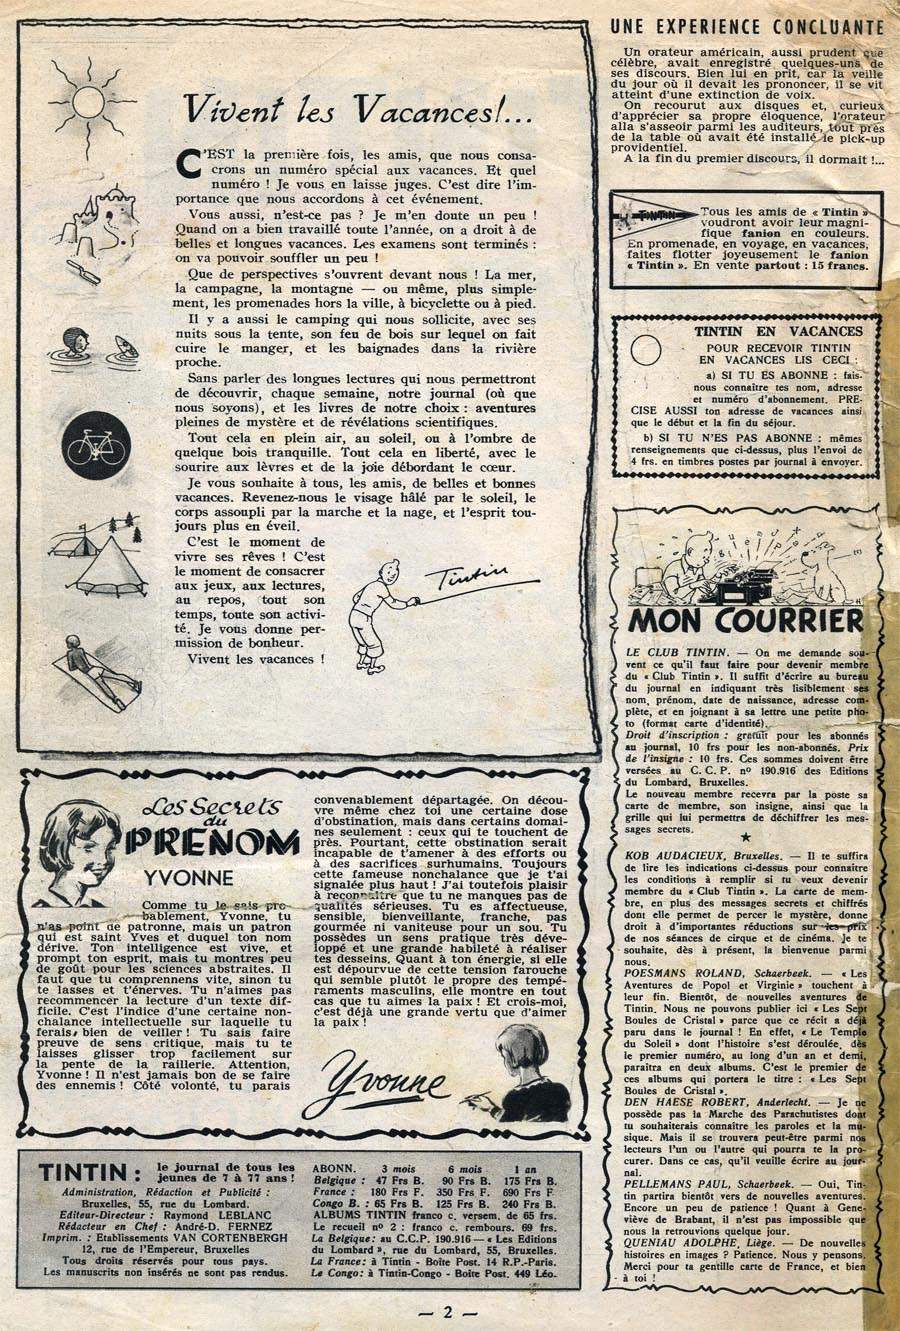 Vivent les Vacances!...
C'EST la première fois, les amis, que nous consa-
crons un numéro spécial aux vacances. Et quel
numéro ! Je vous en laisse juges. C'est dire l'im-
portance que nous accordons à cet événement.
Vous aussi, n'est-ce pas ? Je m'en doute un peu !
Quand on a bien travaillé toute l'année, on a droit à de
belles et longues vacances. Les examens sont terminés :
on va pouvoir souffler un peu !
Que de perspectives s'ouvrent devant nous ! La mer,
la campagne, la montagne — ou même, plus simple-
ment, les promenades hors la ville, à bicyclette ou à pied.
Il y a aussi le camping qui nous sollicite, avec ses
nuits sous la tente, son feu de bois sur lequel on fait
cuire le manger, et les baignades dans la rivière
proche.
Sans parler des longues lectures qui nous permettront
de découvrir, chaque semaine, notre journal (où que
nous soyons), et les livres de notre choix : aventures
pleines de mystère et de révélations scientifiques.
Tout cela en plein air, au soleil, ou à l'ombre de
quelque bois tranquille. Tout cela en liberté, avec le
sourire aux lèvres et de la joie débordant le cœur.
Je vous souhaite à tous, les amis, de belles et bonnes
vacances. Revenez-nous le visage hâlé par le soleil, le
corps assoupli par la marche et la nage, et l'esprit tou-
jours plus en éveil.
C'est le moment de
vivre ses rêves ! C'est
le moment de consacrer
aux jeux, aux lectures,
au repos, tout son
temps, toute son activi-
té. Je vous donne per-
mission de bonheur.
Vivent les vacances !
Tintin
UNE EXPERIENCE CONCLUANTE
Un orateur américain, aussi prudent que
célèbre, avait enregistré quelques-uns de
ses discours. Bien lui en prit, car la veille
du jour où il devait les prononcer, il se vit
atteint d'une extinction de voix.
On recourut aux disques et, curieux
d'apprécier sa propre éloquence, l'orateur
alla s'asseoir parmi les auditeurs, tout près
de la table où avait été installé le pick-up
providentiel.
A la fin du premier discours, il dormait !...
TINTIN
Tous les amis de « Tintin »
voudront avoir leur magni-
fique fanion en couleurs.
En promenade, en voyage, en vacances,
faites flotter joyeusement le fanion
« Tintin ». En vente partout : 15 francs.
TINTIN EN VACANCES
POUR RECEVOIR TINTIN
EN VACANCES LIS CECI :
a) SI TU ES ABONNE : fais-
nous connaître tes nom, adresse
et numéro d'abonnement. PRE-
CISE AUSSI ton adresse de vacances ainsi
que le début et la fin du séjour.
b) SI TU N'ES PAS ABONNE : mêmes
renseignements que ci-dessus, plus l'envoi de
4 frs. en timbres postes par journal à envoyer.
MON COURRIER
LE CLUB TINTIN. — On me demande sou-
vent ce qu'il faut faire pour devenir membre
du « Club Tintin ». Il suffit d'écrire au bureau
du journal en indiquant très lisiblement ses
nom, prénom, date de naissance, adresse com-
plète, et en joignant à sa lettre une petite pho-
to (format carte d'identité).
Droit d'inscription : gratuit pour les abonnés
au journal, 10 frs pour les non-abonnés. Prix
de l'insigne : 10 frs. Ces sommes doivent être
versées au C. C. P. nº 190.916 des Editions
du Lombard, Bruxelles.
Le nouveau membre recevra par la poste sa
carte de membre, son insigne, ainsi que la
grille qui lui permettra de déchiffrer les mes-
sages secrets.
KOB AUDACIEUX, Bruxelles. — Il te suffira
de lire les indications ci-dessus pour connaître
les conditions à remplir si tu veux devenir
membre du « Club Tintin ». La carte de mem-
bre, en plus des messages secrets et chiffrés
dont elle permet de percer le mystère, donne
droit à d'importantes réductions sur les prix
de nos séances de cirque et de cinéma. Je te
souhaite, dès à présent, la bienvenue parmi
nous.
POESMANS ROLAND, Schaerbeek. — « Les
Aventures de Popol et Virginie » touchent à
leur fin. Bientôt, de nouvelles aventures de
Tintin. Nous ne pouvons publier ici « Les Sept
Boules de Cristal » parce que ce récit a déjà
paru dans le journal ! En effet, « Le Temple
du Soleil » dont l'histoire s'est déroulée, dès
le premier numéro, au long d'un an et demi,
paraîtra en deux albums. C'est le premier de
ces albums qui portera le titre : « Les Sept
Boules de Cristal ».
DEN HAESE ROBERT, Anderlecht. — Je ne
possède pas la Marche des Parachutistes dont
tu souhaiterais connaître les paroles et la mu-
sique. Mais il se trouvera peut-être parmi nos
lecteurs l'un ou l'autre qui pourra te la pro-
curer. Dans ce cas, qu'il veuille écrire au jour-
nal.
PELLEMANS PAUL, Schaerbeek. — Oui, Tin-
tin partira bientôt vers de nouvelles aventures.
Encore un peu de patience ! Quant à Gene-
viève de Brabant, il n'est pas impossible que
nous la retrouvions quelque jour.
QUENIAU ADOLPHE, Liège. — De nouvelles
histoires en images ? Patience. Nous y pensons.
Merci pour ta gentille carte de France, et bien
à toi !
Les Secrets
du
PRENOM
YVONNE
Comme tu le sais pro-
bablement, Yvonne, tu
n'as point de patronne, mais un patron
qui est saint Yves et duquel ton nom
dérive. Ton intelligence est vive, et
prompt ton esprit, mais tu montres peu
de goût pour les sciences abstraites. Il
faut que tu comprennes vite, sinon tu
te lasses et t'énerves. Tu n'aimes pas
recommencer la lecture d'un texte dif-
ficile. C'est l'indice d'une certaine non-
chalance intellectuelle sur laquelle tu
ferais bien de veiller ! Tu sais faire
preuve de sens critique, mais tu te
laisses glisser trop facilement sur
la pente de la raillerie. Attention,
Yvonne ! Il n'est jamais bon de se faire
des ennemis ! Côté volonté, tu parais
convenablement départagée. On décou-
vre même chez toi une certaine dose
d'obstination, mais dans certains domai-
nes seulement : ceux qui te touchent de
près. Pourtant, cette obstination serait
incapable de t'amener à des efforts ou
à des sacrifices surhumains. Toujours
cette fameuse nonchalance que je t'ai
signalée plus haut ! J'ai toutefois plaisir
à reconnaître que tu ne manques pas de
qualités sérieuses. Tu es affectueuse,
sensible, bienveillante, franche, pas
gourmée ni vaniteuse pour un sou. Tu
possèdes un sens pratique très déve-
loppé et une grande habileté à réaliser
tes desseins. Quant à ton énergie, si elle
est dépourvue de cette tension farouche
qui semble plutôt le propre des tempé-
raments masculins, elle montre en tout
cas que tu aimes la paix ! Et crois-moi,
c'est déjà une grande vertu que d'aimer
la paix !
Yvonne
TINTIN : le journal de tous les
jeunes de 7 à 77 ans !
Administration, Rédaction et Publicité :
Bruxelles, 55, rue du Lombard.
Editeur-Directeur : Raymond LEBLANC
Rédacteur en Chef : André-D. FERNEZ
Imprim. : Etablissements VAN CORTENBERGH
12, rue de l'Empereur, Bruxelles
Tous droits réservés pour tous pays.
Les manuscrits non insérés ne sont pas rendus.
ABONN. 3 mois 6 mois 1 an
Belgique : 47 Frs B. 90 Frs B. 175 Frs B.
France : 180 Frs F. 350 Frs F. 690 Frs F
Congo B. : 65 Frs B. 125 Frs B. 240 Frs B.
ALBUMS TINTIN franco c. versem. de 65 frs.
Le recueil nº 2 : franco c. rembours. 69 frs.
La Belgique: au C.C.P. 190.916 — « Les Editions
du Lombard », rue du Lombard, 55, Bruxelles.
La France : à Tintin - Boîte Post. 14 R.P.-Paris.
Le Congo : à Tintin-Congo - Boîte Post. 449 Léo.
— 2 —